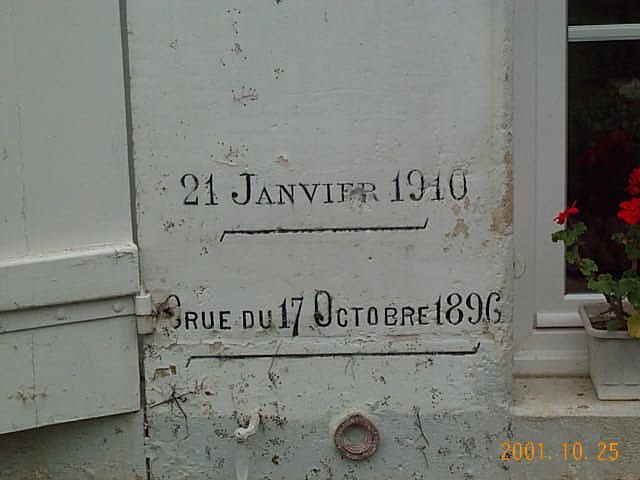 21 JANVIER 1910
CRUE DU 17 OCTOBRE 1896
2001.10.25